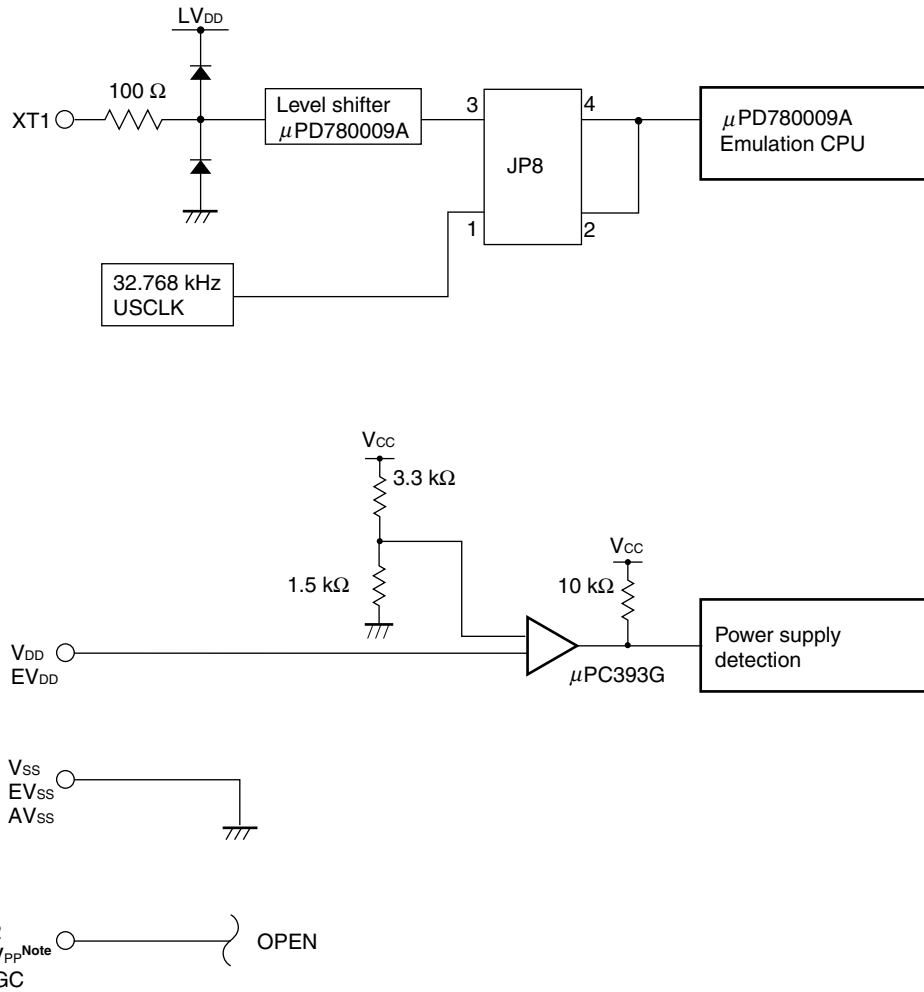 LVDD
100 Ω
XT1
Level shifter
μPD780009A
3
4
JP8
1
2
μPD780009A
Emulation CPU
32.768 kHz
USCLK
VCC
3.3 kΩ
1.5 kΩ
VCC
10 kΩ
VDD
EVDD
μPC393G
Power supply
detection
VSS
EVSS
AVSS
VPPNote
GC
OPEN